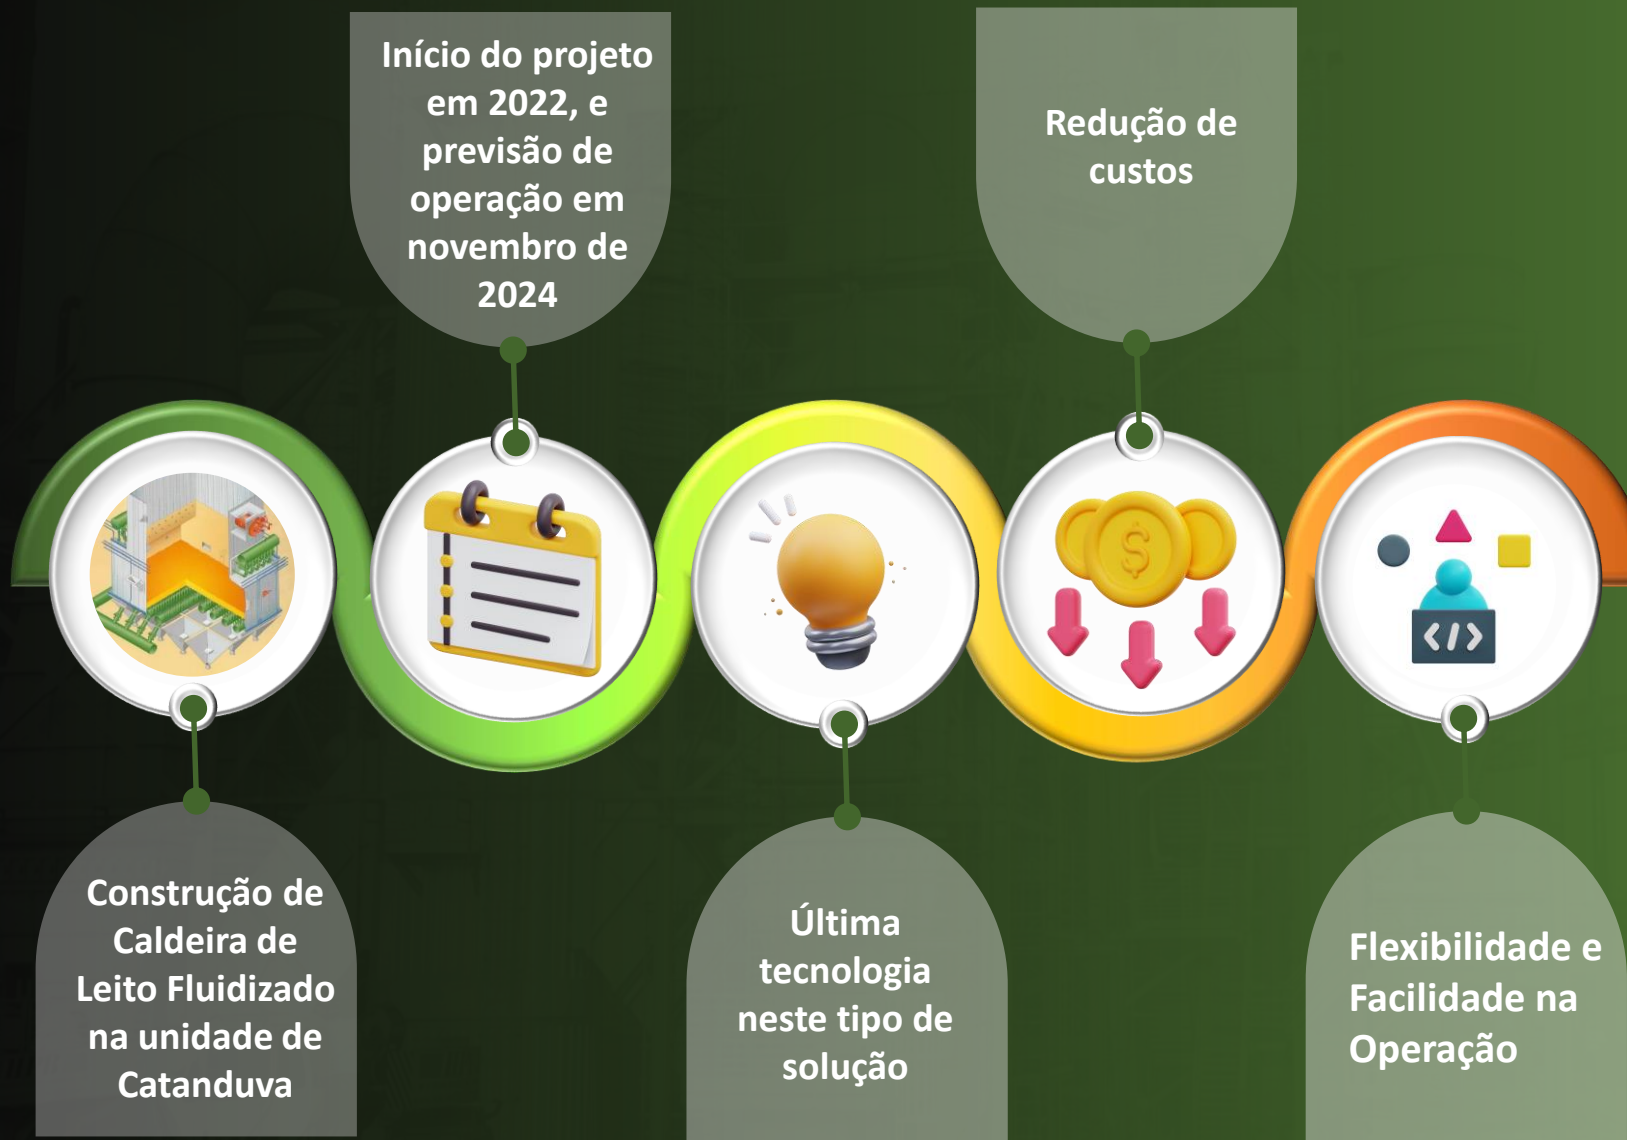 Início do projeto
em 2022, e
previsão de
operação em
novembro de
2024
Redução de
custos
$
</>
Construção de
Caldeira de
Leito Fluidizado
na unidade de
Catanduva
Última
tecnologia
neste tipo de
solução
Flexibilidade e
Facilidade na
Operação